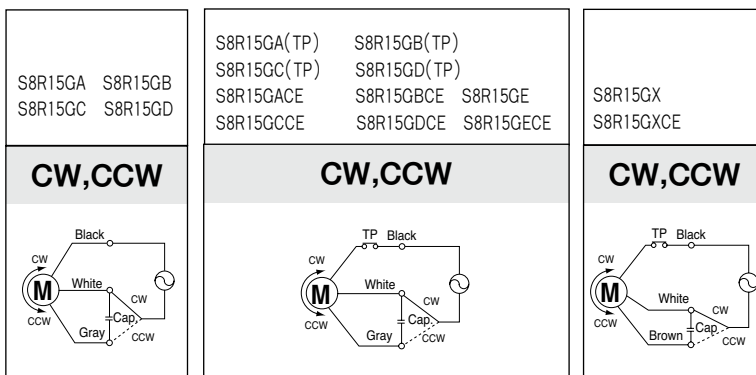 S8R15GA S8R15GB
S8R15GC S8R15GD
CW,CCW
Black
CW
White
M
CW
Cap.
CCW
Gray
CCW
S8R15GA(TP) S8R15GB(TP)
S8R15GC(TP) S8R15GD(TP)
S8R15GACE S8R15GBCE S8R15GE
S8R15GCCE S8R15GDCE S8R15GECE
CW,CCW
TP Black
CW
White
M
CW
Cap.
CCW
Gray
CCW
S8R15GX
S8R15GXCE
CW,CCW
TP Black
CW
M
White
CW
CCW
Cap.
Brown
CCW